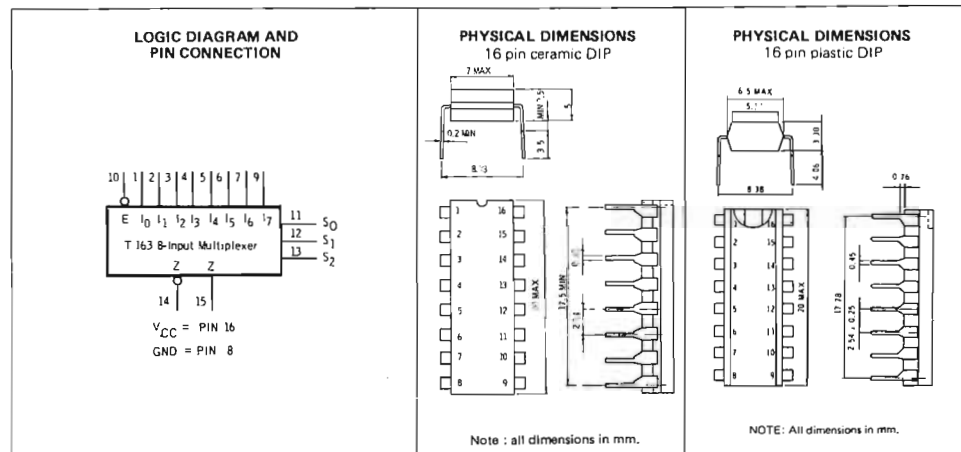 LOGIC DIAGRAM AND
PIN CONNECTION
10 1 2 3 4 5 6 7 9
E I0 I1 I2 I3 I4 I5 I6 I7
T 163 8-Input Multiplexer
11 S0
12 S1
13 S2
Z Z
14 15
VCC = PIN 16
GND = PIN 8
PHYSICAL DIMENSIONS
16 pin ceramic DIP
7 MAX
MIN
5
0.2 MIN
3.5
1 16
2 15
3 14
4 13
5 12
6 11
7 10
8 9
MAX
17.5 MIN
Note : all dimensions in mm.
PHYSICAL DIMENSIONS
16 pin plastic DIP
6.5 MAX
3.30
4.06
8.38
0.76
1 16
2 15
3 14
4 13
5 12
6 11
7 10
8 9
20 MAX
17.78
0.45
2.54 ± 0.25
NOTE: All dimensions in mm.